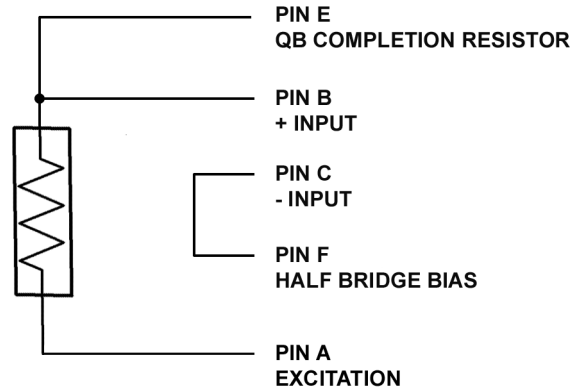 PIN E
QB COMPLETION RESISTOR
PIN B
+ INPUT
PIN C
- INPUT
PIN F
HALF BRIDGE BIAS
PIN A
EXCITATION